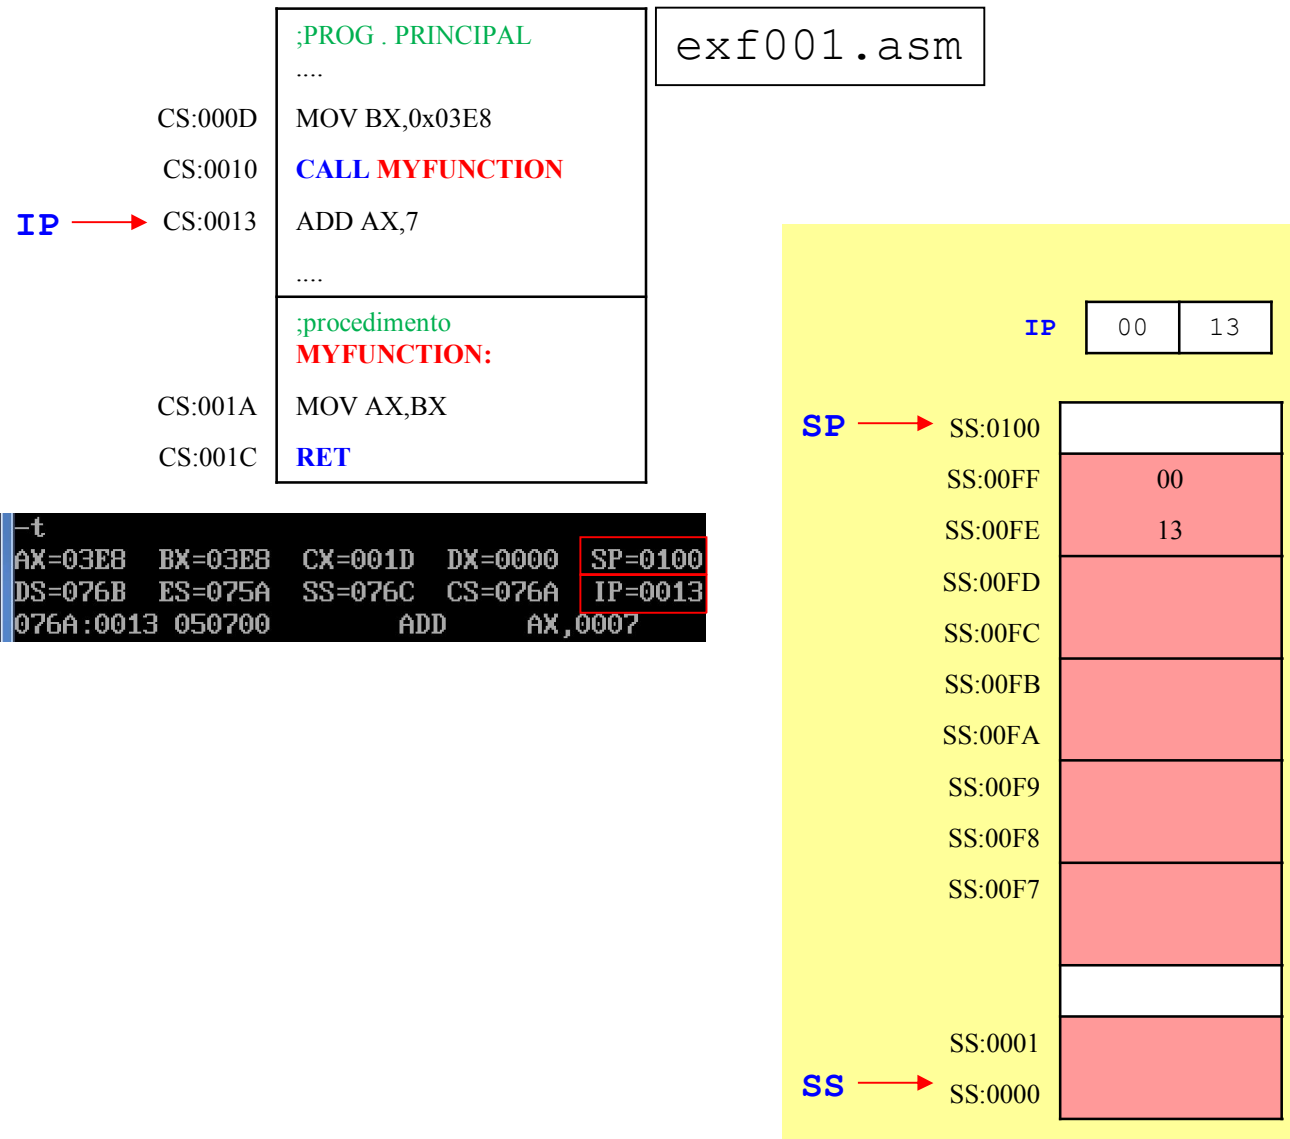 ;PROG . PRINCIPAL
....
exf001.asm
CS:000D MOV BX,0x03E8
CS:0010 CALL MYFUNCTION
IP CS:0013 ADD AX,7
....
;procedimento
MYFUNCTION:
CS:001A MOV AX,BX
CS:001C RET
-t
AX=03E8 BX=03E8 CX=001D DX=0000 SP=0100
DS=076B ES=075A SS=076C CS=076A IP=0013
076A:0013 050700 ADD AX,0007
IP 00 13
SP SS:0100
SS:00FF 00
SS:00FE 13
SS:00FD
SS:00FC
SS:00FB
SS:00FA
SS:00F9
SS:00F8
SS:00F7
SS:0001
SS SS:0000